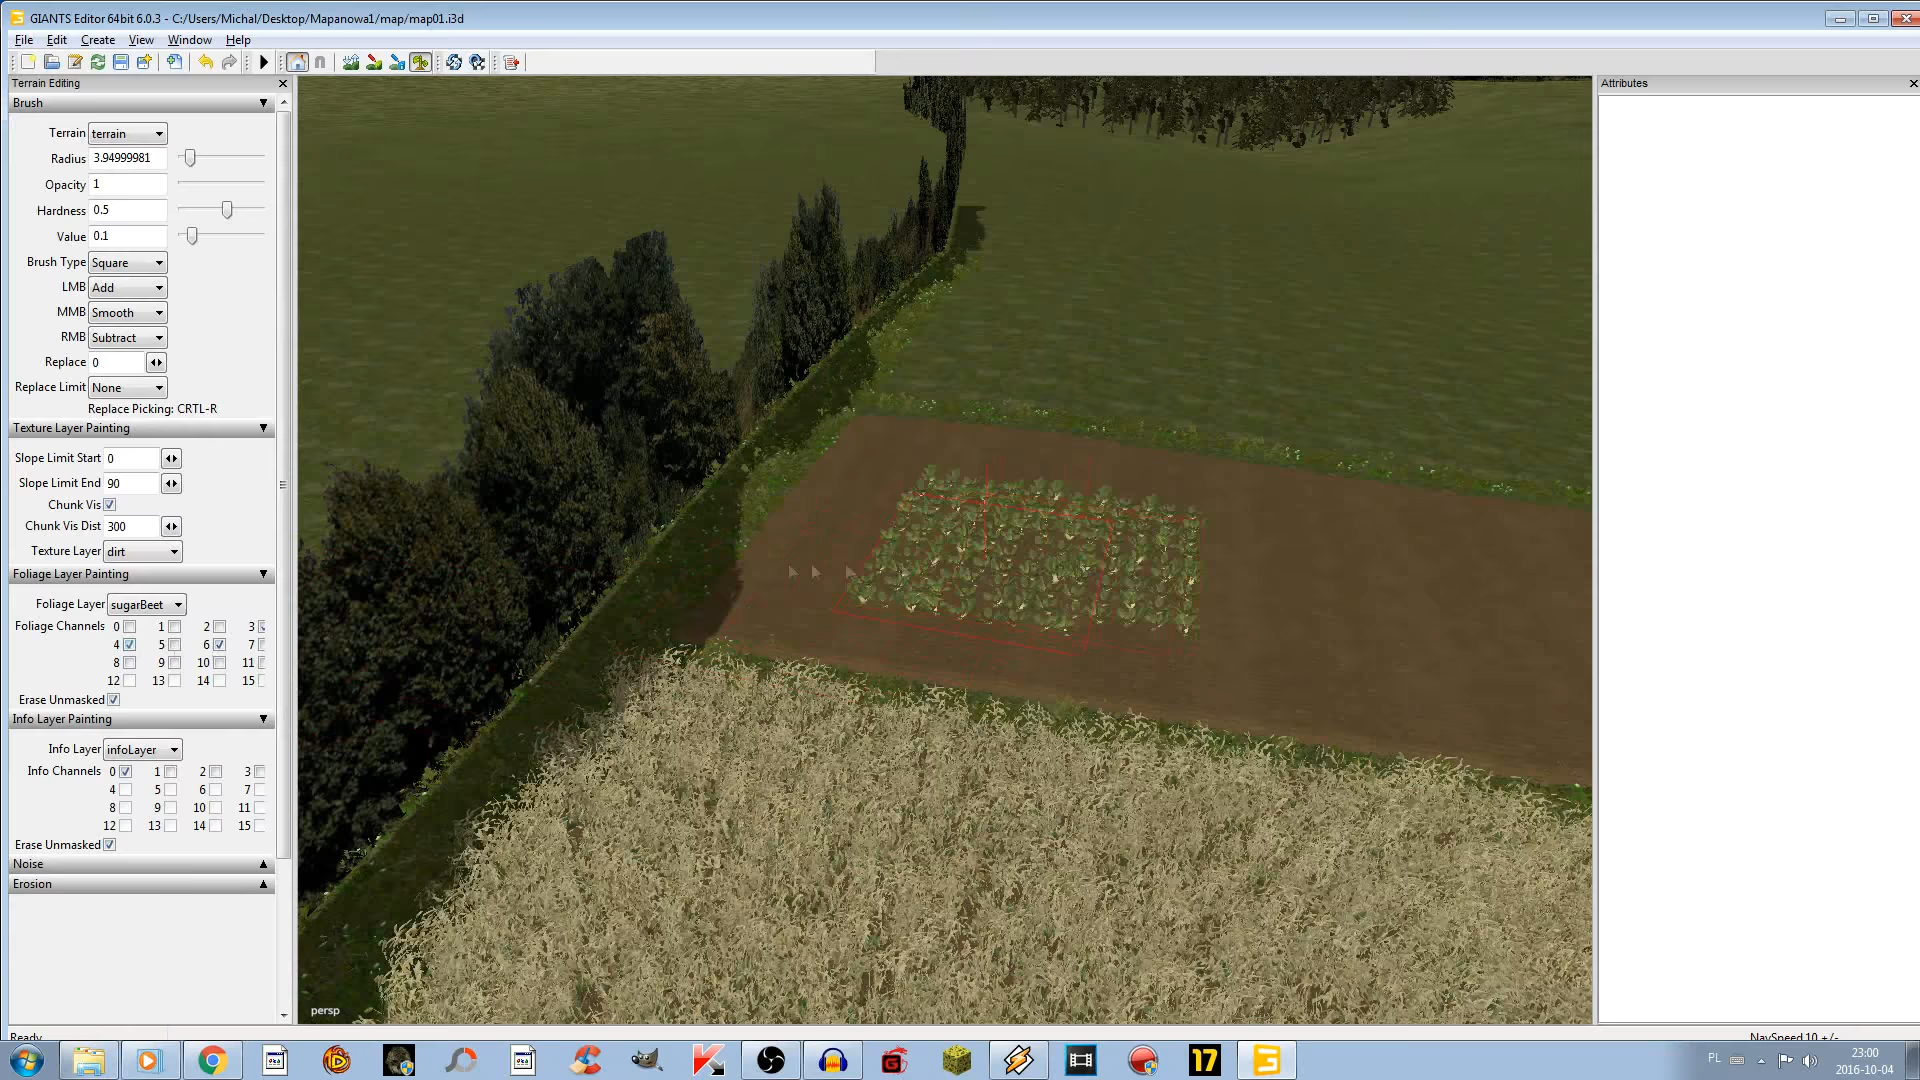 GIANTS Editor 64bit 6.0.3 - C:/Users/Michal/Desktop/Mapanowa1/map/map01.i3d
File Edit Create View Window Help
Terrain Editing
Attributes
Brush
Terrain terrain
Radius 3.94999981
Opacity 1
Hardness 0.5
Value 0.1
Brush Type Square
LMB Add
MMB Smooth
RMB Subtract
Replace 0
Replace Limit None
Replace Picking: CRTL-R
Texture Layer Painting
Slope Limit Start 0
Slope Limit End 90
Chunk Vis
Chunk Vis Dist 300
Texture Layer dirt
Foliage Layer Painting
Foliage Layer sugarBeet
Foliage Channels 0 1 2 3
4 5 6 7
8 9 10 11
12 13 14 15
Erase Unmasked
Info Layer Painting
Info Layer infoLayer
Info Channels 0 1 2 3
4 5 6 7
8 9 10 11
12 13 14 15
Erase Unmasked
Noise
Erosion
persp
Ready
NavSpeed 10 +/-
17
PL
23:00
2016-10-04